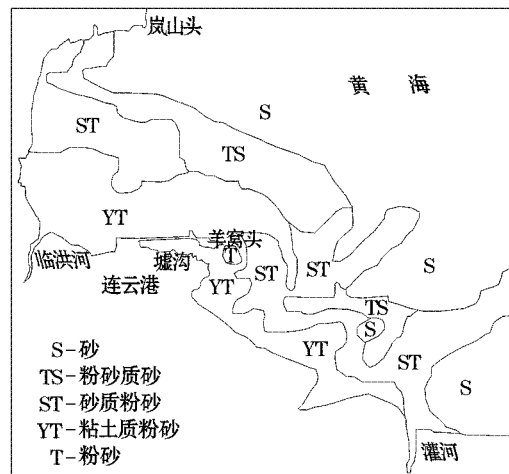 岚山头
黄海
S
ST
TS
YT
羊窝头
T
临洪河
墟沟
ST
ST
S
连云港
YT
TS
S
YT
ST
S
S-砂
TS-粉砂质砂
ST-砂质粉砂
YT-粘土质粉砂
T-粉砂
灌河